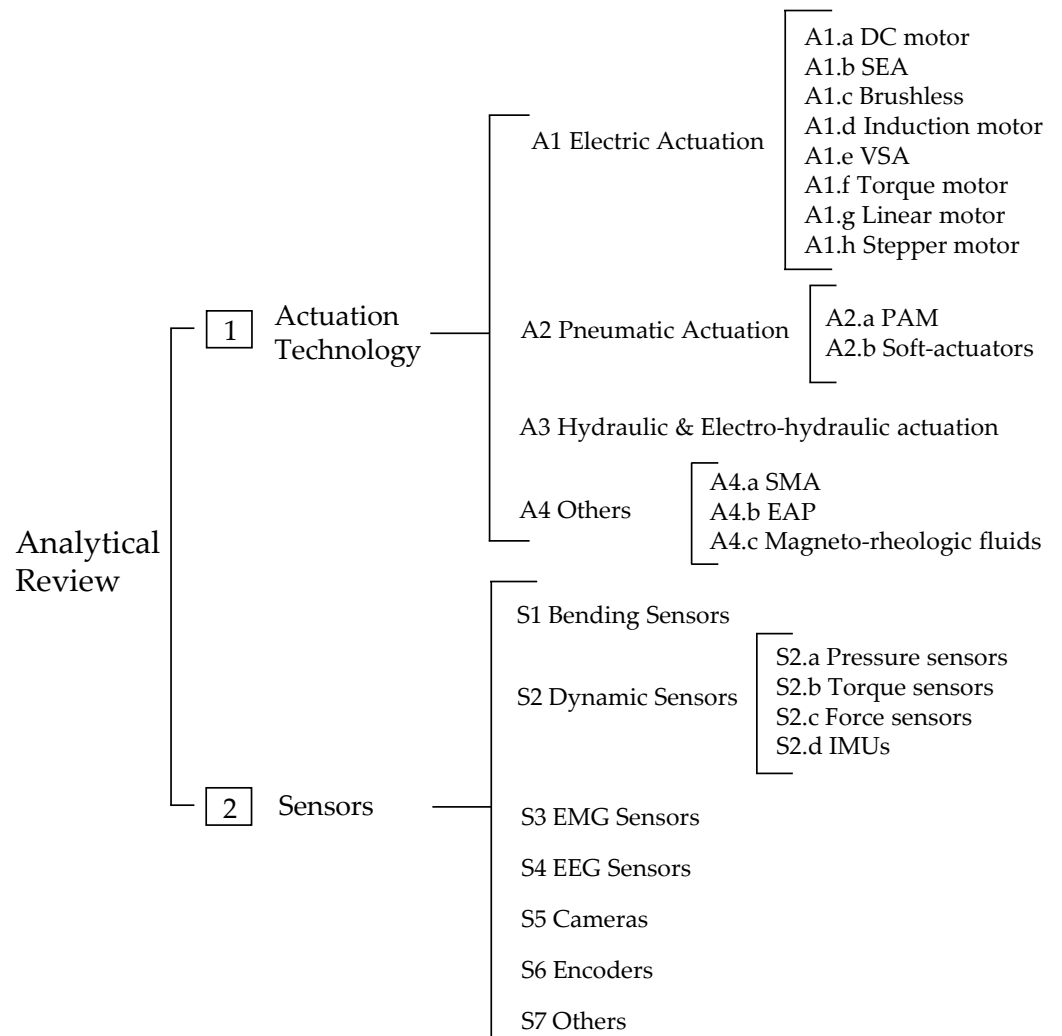 Analytical
Review
1
Actuation
Technology
A1 Electric Actuation
A1.a DC motor
A1.b SEA
A1.c Brushless
A1.d Induction motor
A1.e VSA
A1.f Torque motor
A1.g Linear motor
A1.h Stepper motor
A2 Pneumatic Actuation
A2.a PAM
A2.b Soft-actuators
A3 Hydraulic & Electro-hydraulic actuation
A4 Others
A4.a SMA
A4.b EAP
A4.c Magneto-rheologic fluids
2
Sensors
S1 Bending Sensors
S2 Dynamic Sensors
S2.a Pressure sensors
S2.b Torque sensors
S2.c Force sensors
S2.d IMUs
S3 EMG Sensors
S4 EEG Sensors
S5 Cameras
S6 Encoders
S7 Others